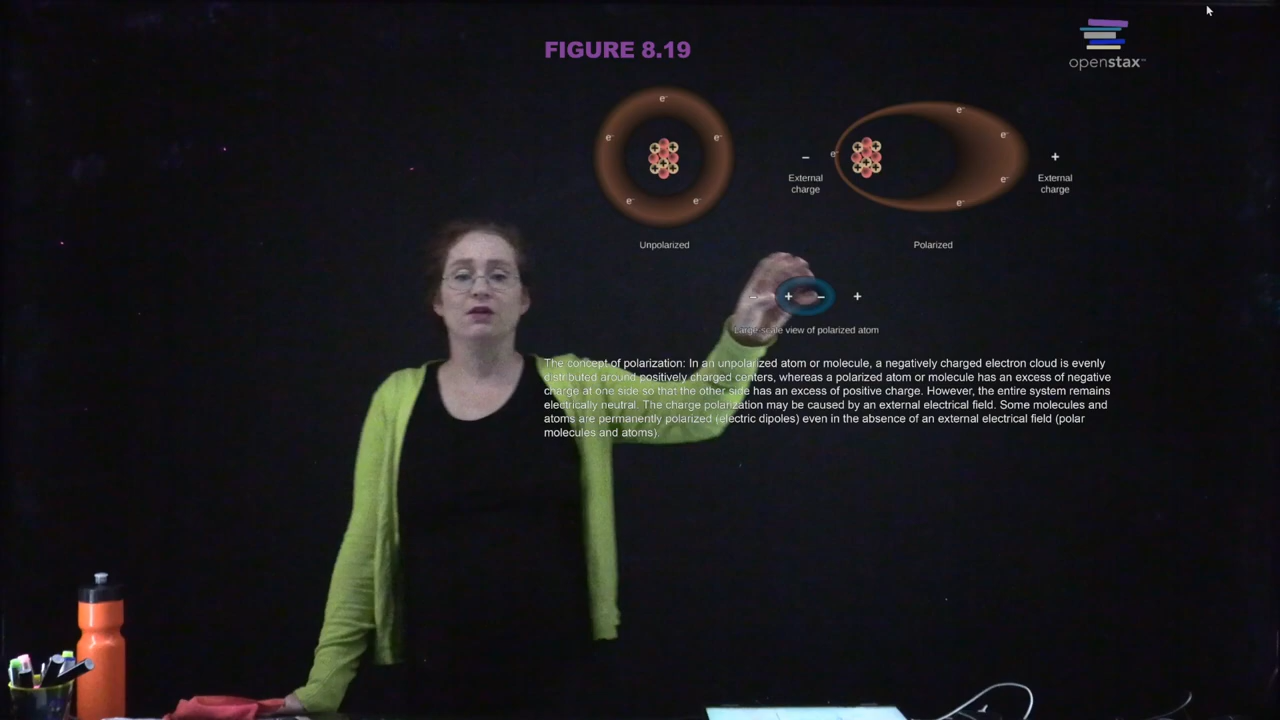 FIGURE 8.19
openstax™
e⁻
e⁻ e⁻
e⁻ e⁻
Unpolarized
–
External
charge
e⁻
e⁻
e⁻
e⁻
e⁻
+
External
charge
Polarized
– + – +
Large-scale view of polarized atom
The concept of polarization: In an unpolarized atom or molecule, a negatively charged electron cloud is evenly
distributed around positively charged centers, whereas a polarized atom or molecule has an excess of negative
charge at one side so that the other side has an excess of positive charge. However, the entire system remains
electrically neutral. The charge polarization may be caused by an external electrical field. Some molecules and
atoms are permanently polarized (electric dipoles) even in the absence of an external electrical field (polar
molecules and atoms).